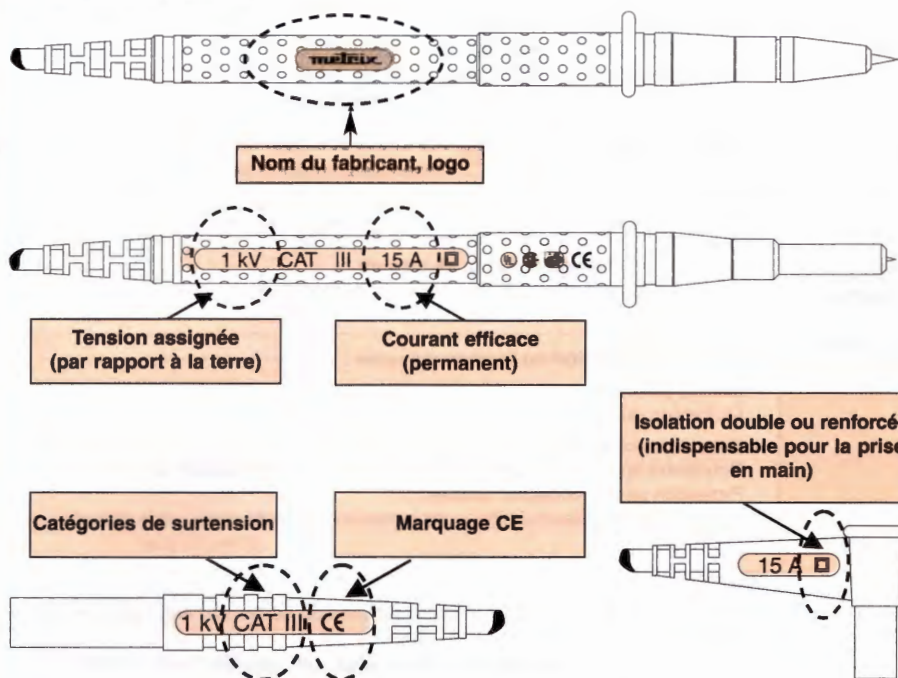 metrix
Nom du fabricant, logo
1 kV CAT III 15 A
CE
Tension assignée
(par rapport à la terre)
Courant efficace
(permanent)
Isolation double ou renforcé
(indispensable pour la prise
en main)
Catégories de surtension
Marquage CE
15 A
1 kV CAT III CE